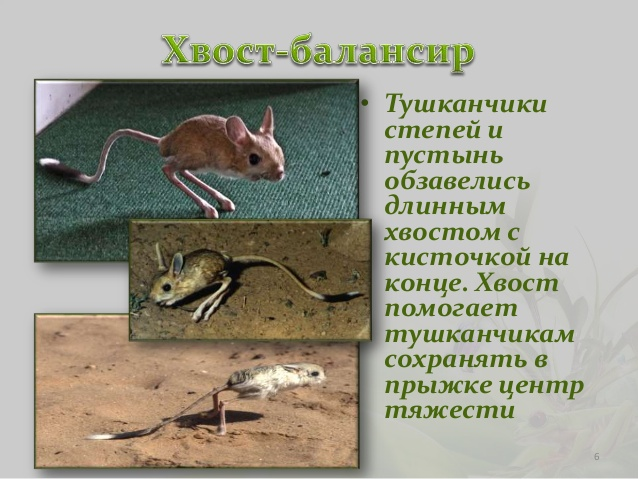 Хвост-балансир
• Тушканчики
степей и
пустынь
обзавелись
длинным
хвостом с
кисточкой на
конце. Хвост
помогает
тушканчикам
сохранять в
прыжке центр
тяжести
6